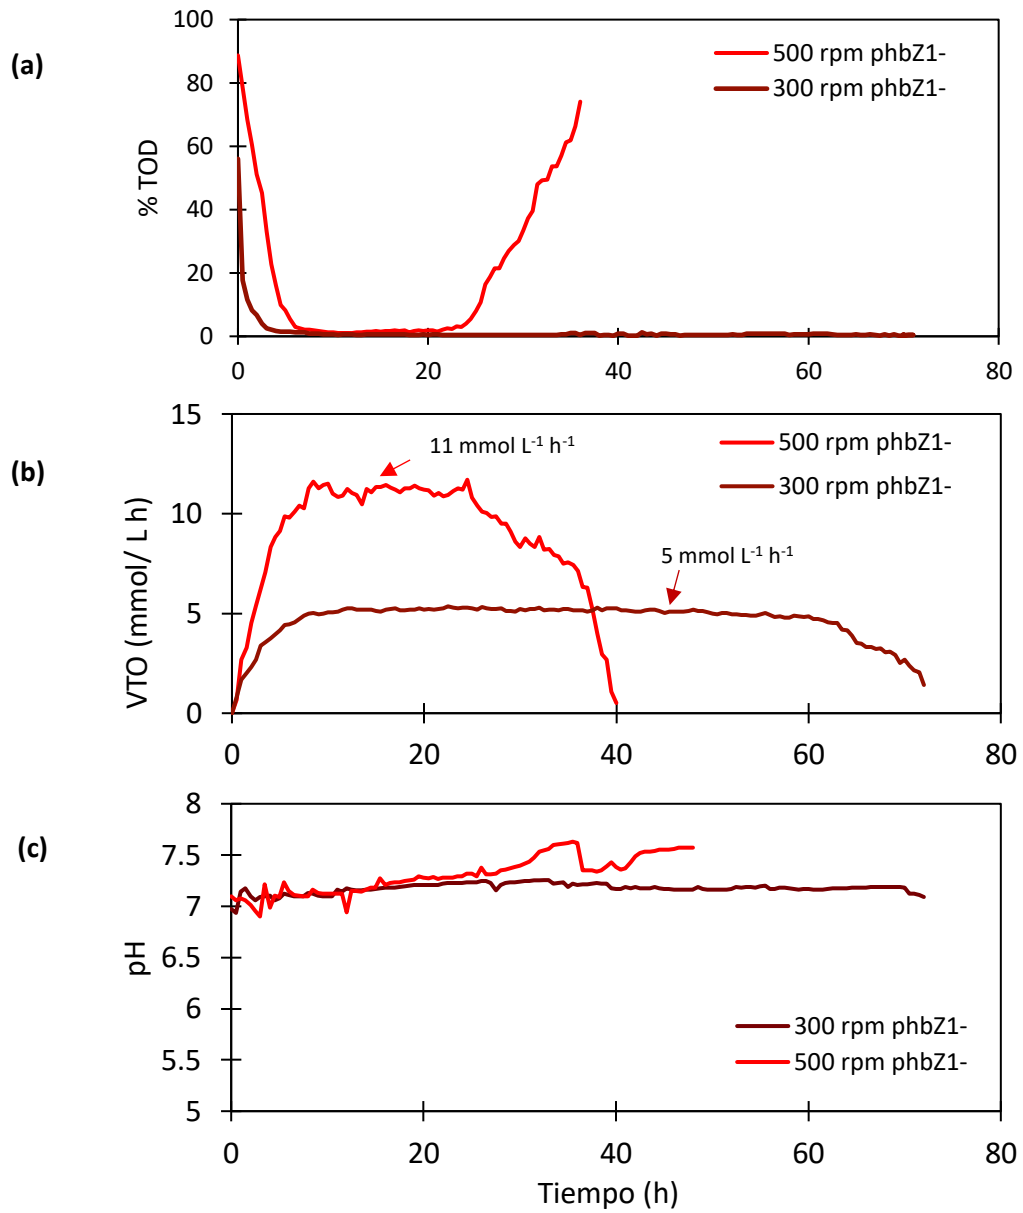 (a)
100
80
60
40
20
0
% TOD
500 rpm phbZ1-
300 rpm phbZ1-
0 20 40 60 80
(b)
15
10
5
0
VTO (mmol/ L h)
11 mmol L⁻¹ h⁻¹
5 mmol L⁻¹ h⁻¹
500 rpm phbZ1-
300 rpm phbZ1-
0 20 40 60 80
(c)
8
7.5
7
6.5
6
5.5
5
pH
300 rpm phbZ1-
500 rpm phbZ1-
0 20 40 60 80
Tiempo (h)